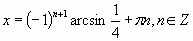 x = (−1)^{n+1} arcsin 1/4 + πn, n ∈ Z